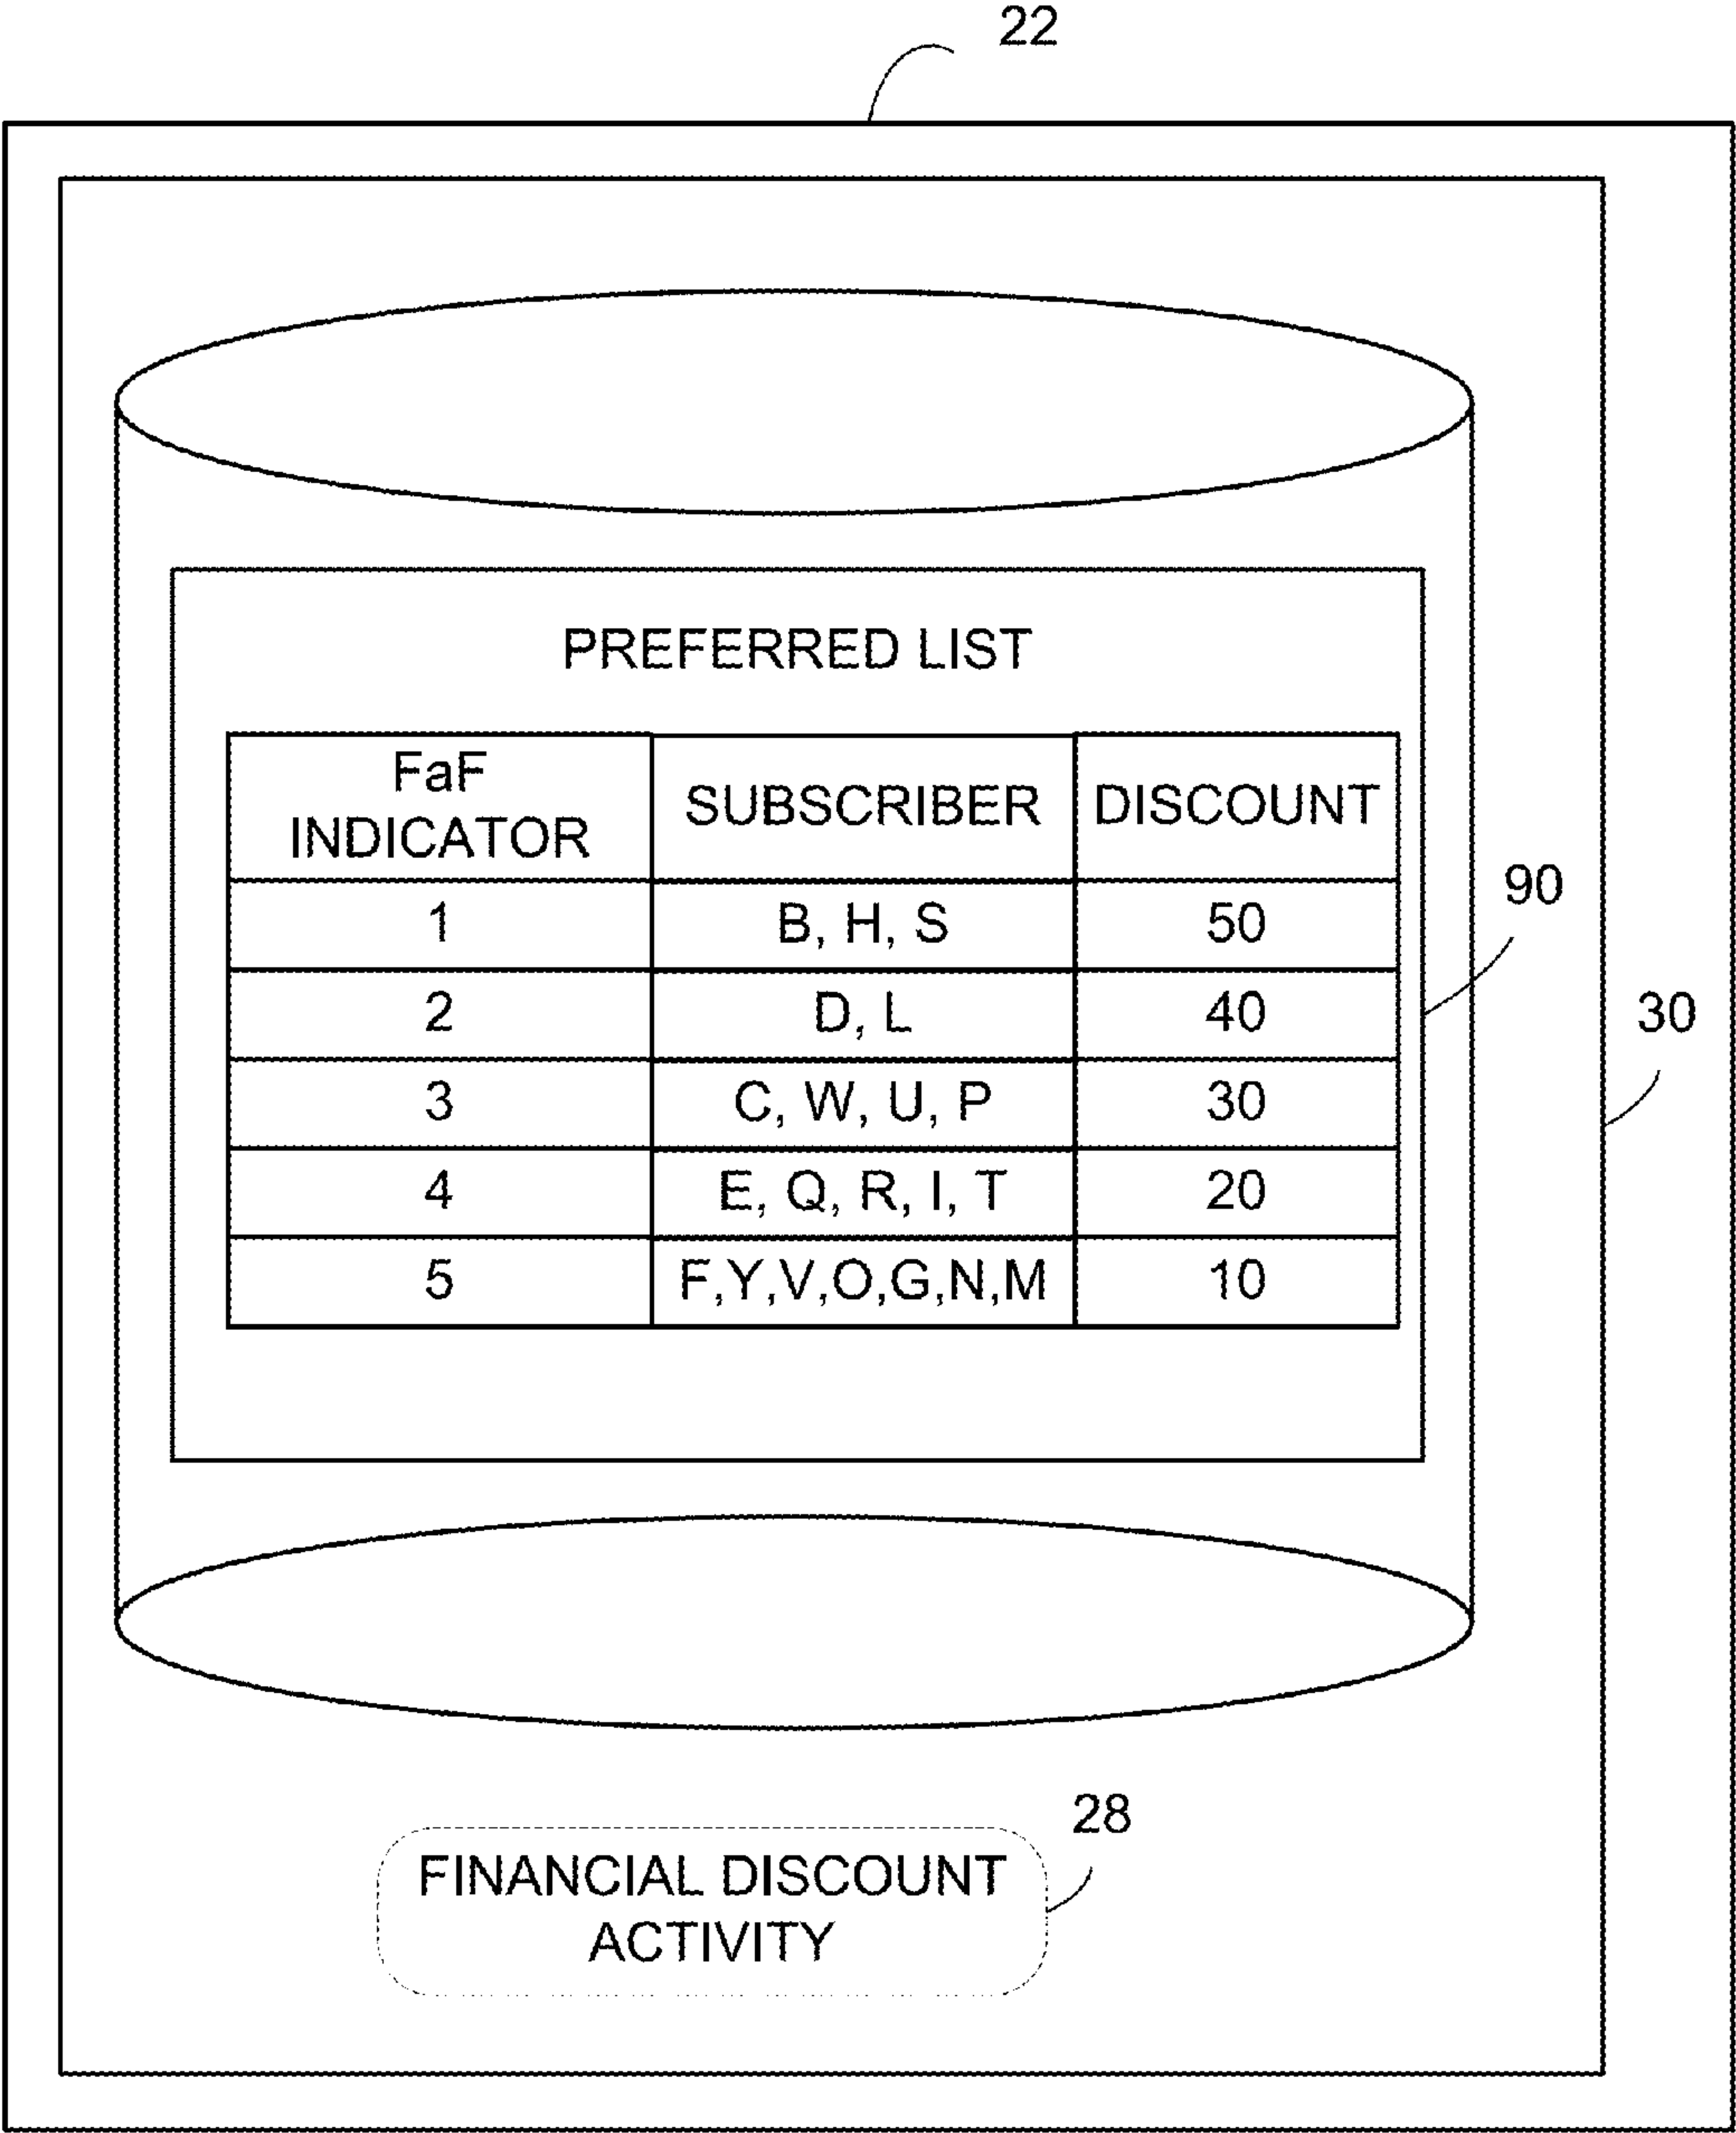 22
PREFERRED LIST
FaF
INDICATOR
SUBSCRIBER
DISCOUNT
1
B, H, S
50
2
D, L
40
3
C, W, U, P
30
4
E, Q, R, I, T
20
5
F,Y,V,O,G,N,M
10
90
30
28
FINANCIAL DISCOUNT
ACTIVITY